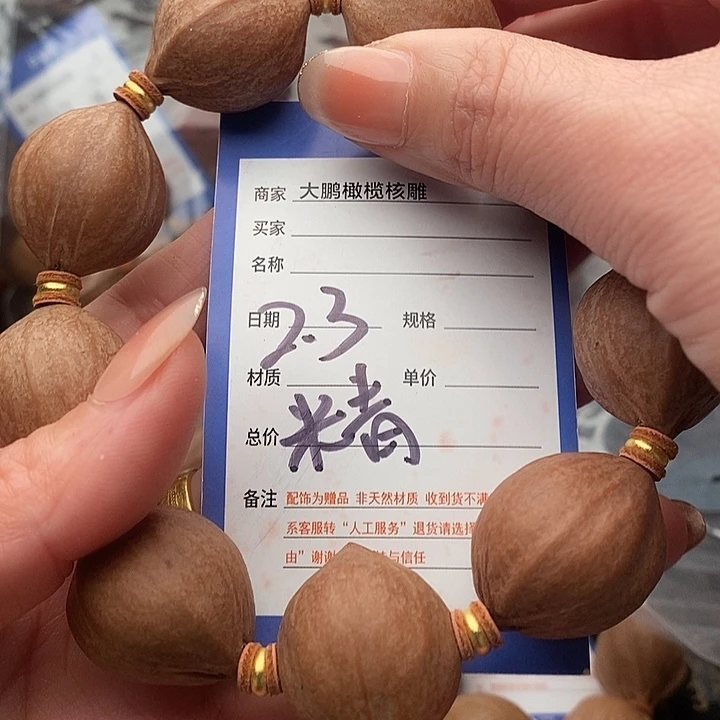 商家 大鹏橄榄核雕
买家
名称
日期 2.3 规格
材质 单价
总价
备注 配饰为赠品 非天然材质 收到货不满
系客服转“人工服务”退货请选择
由”谢谢 与信任